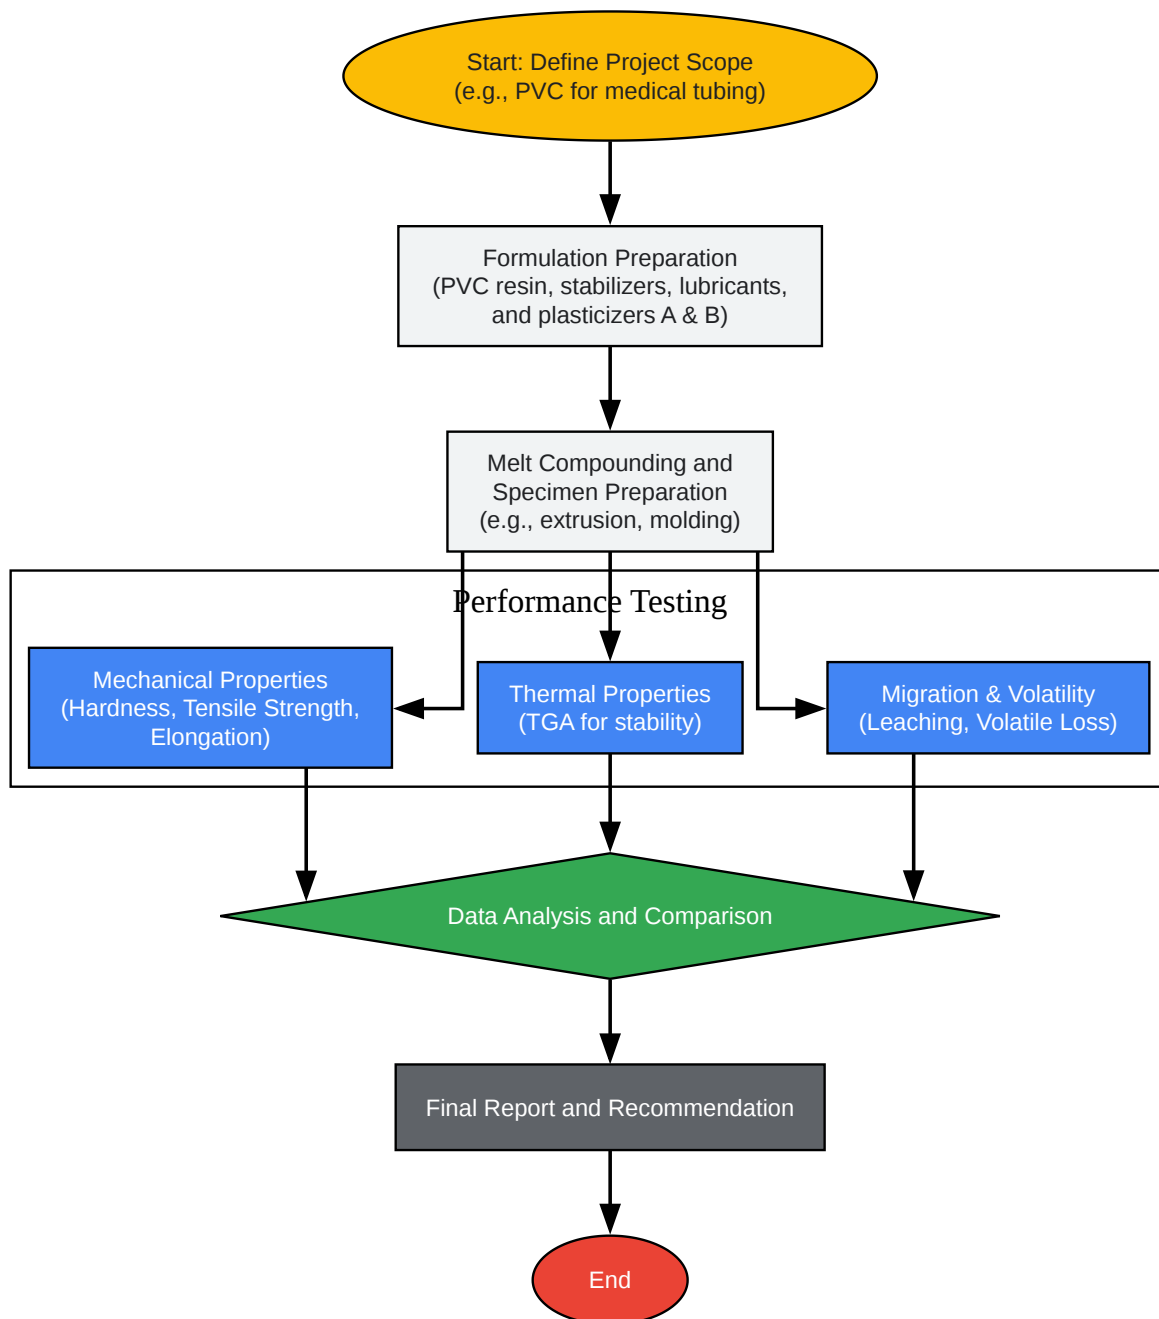 Start: Define Project Scope
(e.g., PVC for medical tubing)
Formulation Preparation
(PVC resin, stabilizers, lubricants,
and plasticizers A & B)
Melt Compounding and
Specimen Preparation
(e.g., extrusion, molding)
Performance Testing
Mechanical Properties
(Hardness, Tensile Strength,
Elongation)
Thermal Properties
(TGA for stability)
Migration & Volatility
(Leaching, Volatile Loss)
Data Analysis and Comparison
Final Report and Recommendation
End